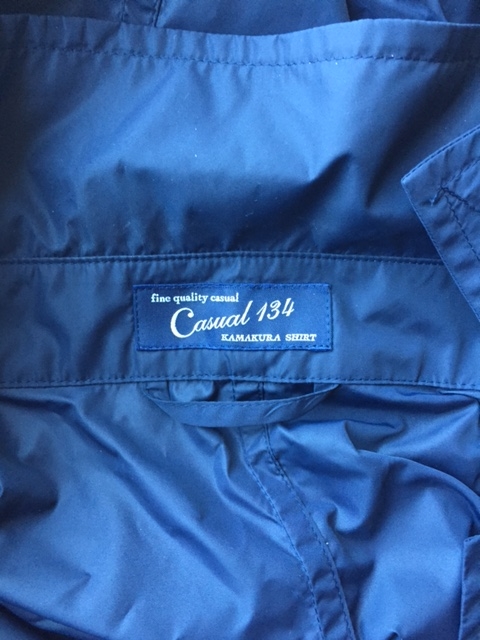 fine quality casual
Casual 134
KAMAKURA SHIRT